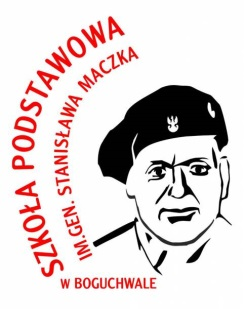 SZKOŁA PODSTAWOWA
IM.GEN. STANISŁAWA MACZKA
W BOGUCHWALE